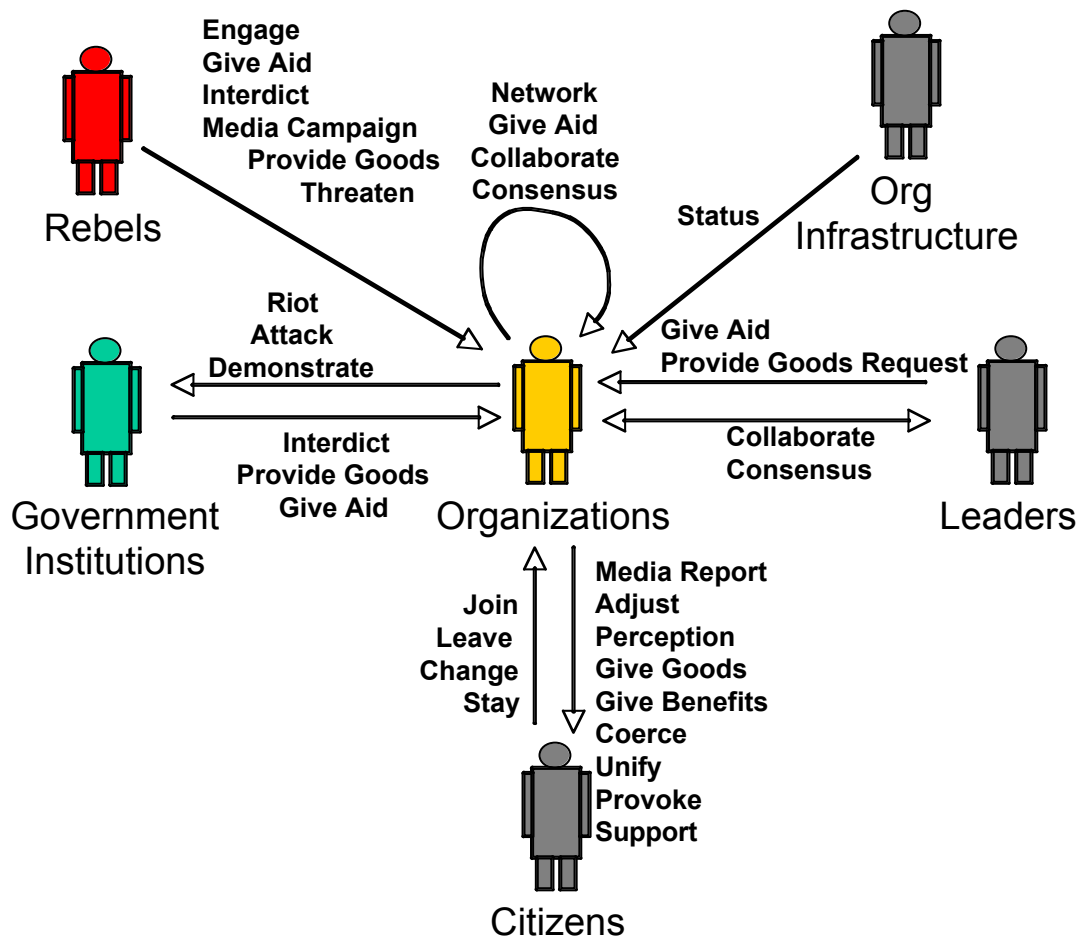 Engage
Give Aid
Interdict
Media Campaign
Provide Goods
Threaten
Rebels
Network
Give Aid
Collaborate
Consensus
Status
Org
Infrastructure
Riot
Attack
Demonstrate
Interdict
Provide Goods
Give Aid
Government
Institutions
Organizations
Give Aid
Provide Goods Request
Collaborate
Consensus
Leaders
Join
Leave
Change
Stay
Media Report
Adjust
Perception
Give Goods
Give Benefits
Coerce
Unify
Provoke
Support
Citizens